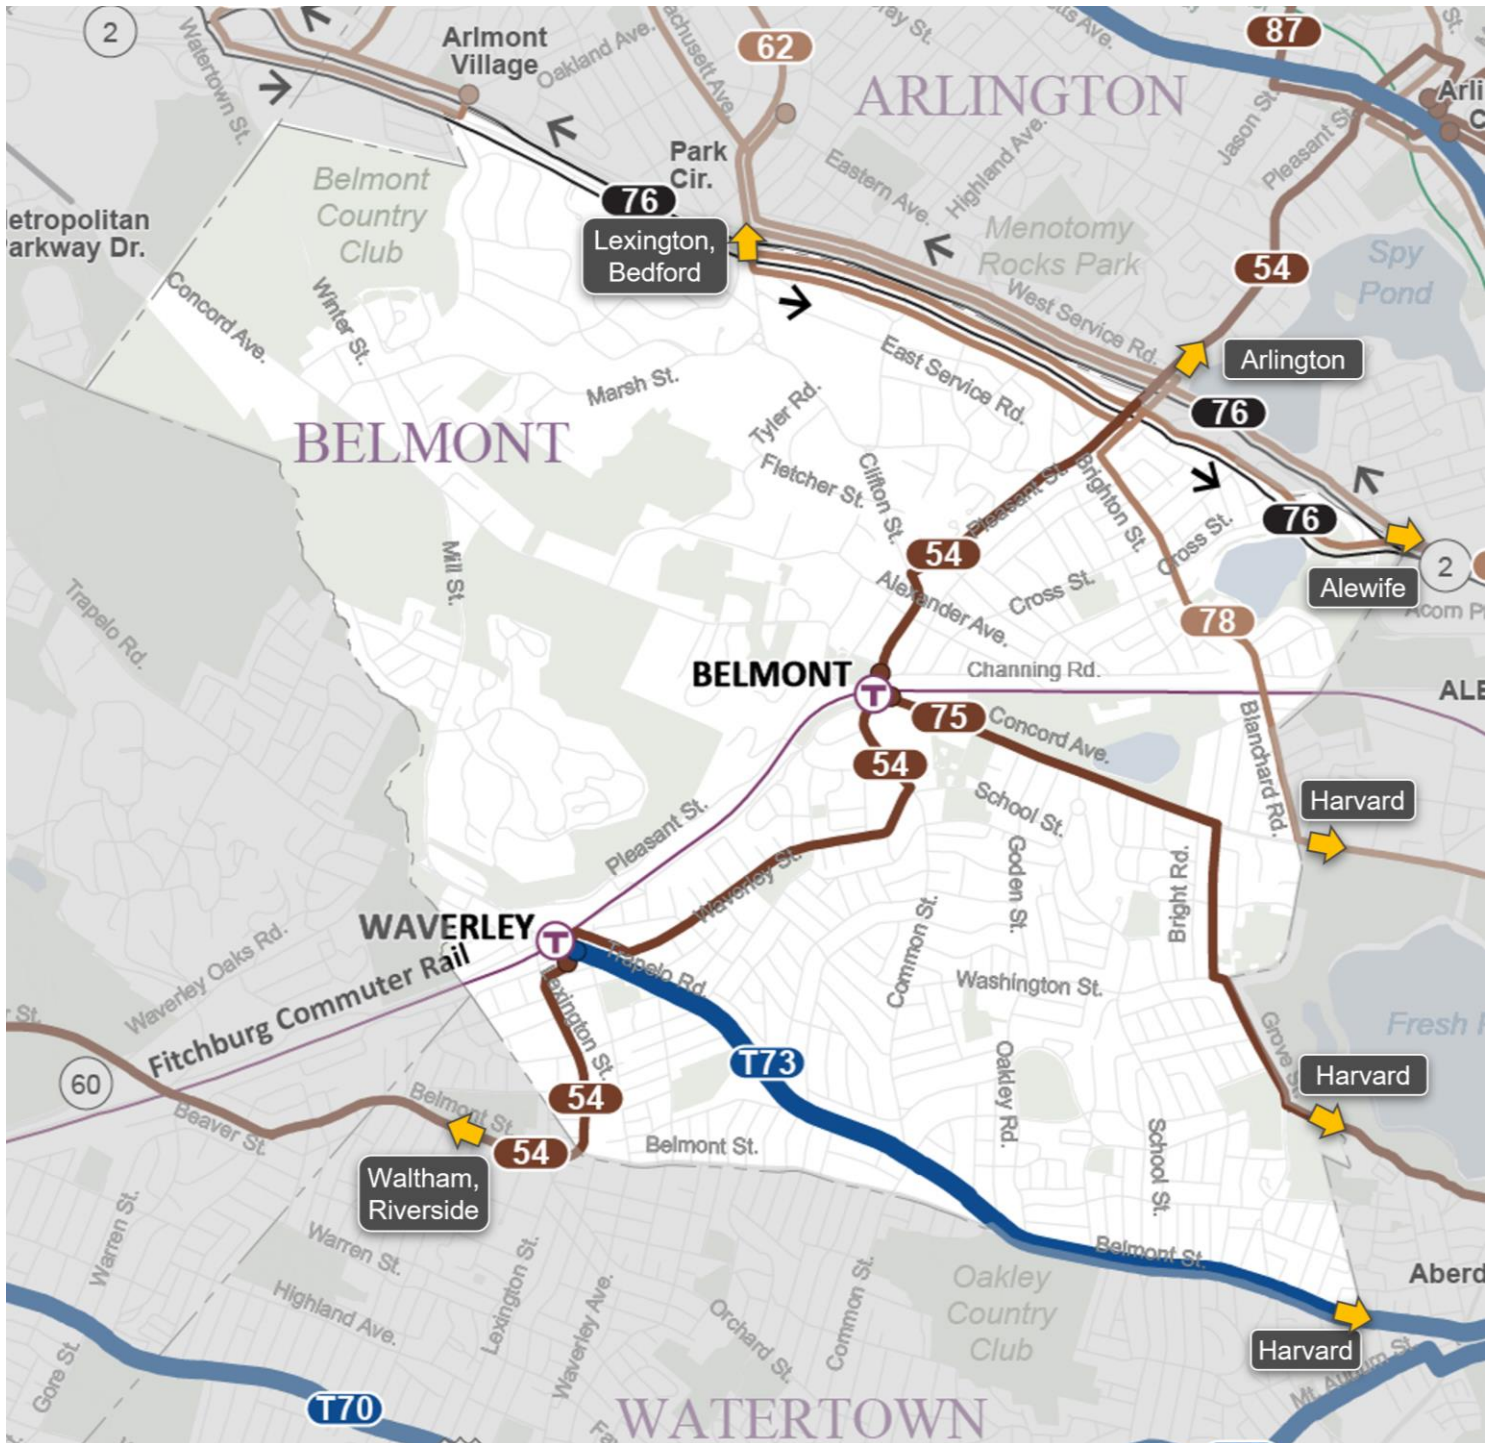 2
Watertown St.
Arlmont
Village
Oakland Ave.
62
87
ARLINGTON
Jason St.
Pleasant St.
Park
Cir.
Eastern Ave.
Highland Ave.
Belmont
Country
Club
76
Lexington,
Bedford
Menotomy
Rocks Park
54
Spy
Pond
Concord Ave.
Winter St.
West Service Rd.
East Service Rd.
Arlington
Marsh St.
Tyler Rd.
76
BELMONT
Fletcher St.
Clifton St.
Pleasant St.
Brighton St.
Cross St.
76
2
Alewife
Mill St.
54
Alexander Ave.
Cross St.
Trapelo Rd.
78
BELMONT
T
Channing Rd.
75
Concord Ave.
Blanchard Rd.
54
Harvard
School St.
Pleasant St.
Goden St.
Bright Rd.
Waverley St.
WAVERLEY
T
Common St.
Trapelo Rd.
Washington St.
Waverley Oaks Rd.
Fitchburg Commuter Rail
Lexington St.
Grove St.
T73
Oakley Rd.
Harvard
60
Belmont St.
Beaver St.
54
54
Belmont St.
School St.
Waltham,
Riverside
Warren St.
Warren St.
Lexington St.
Belmont St.
Highland Ave.
Waverley Ave.
Orchard St.
Common St.
Oakley
Country
Club
Harvard
Mt. Auburn St.
Gore St.
T70
WATERTOWN